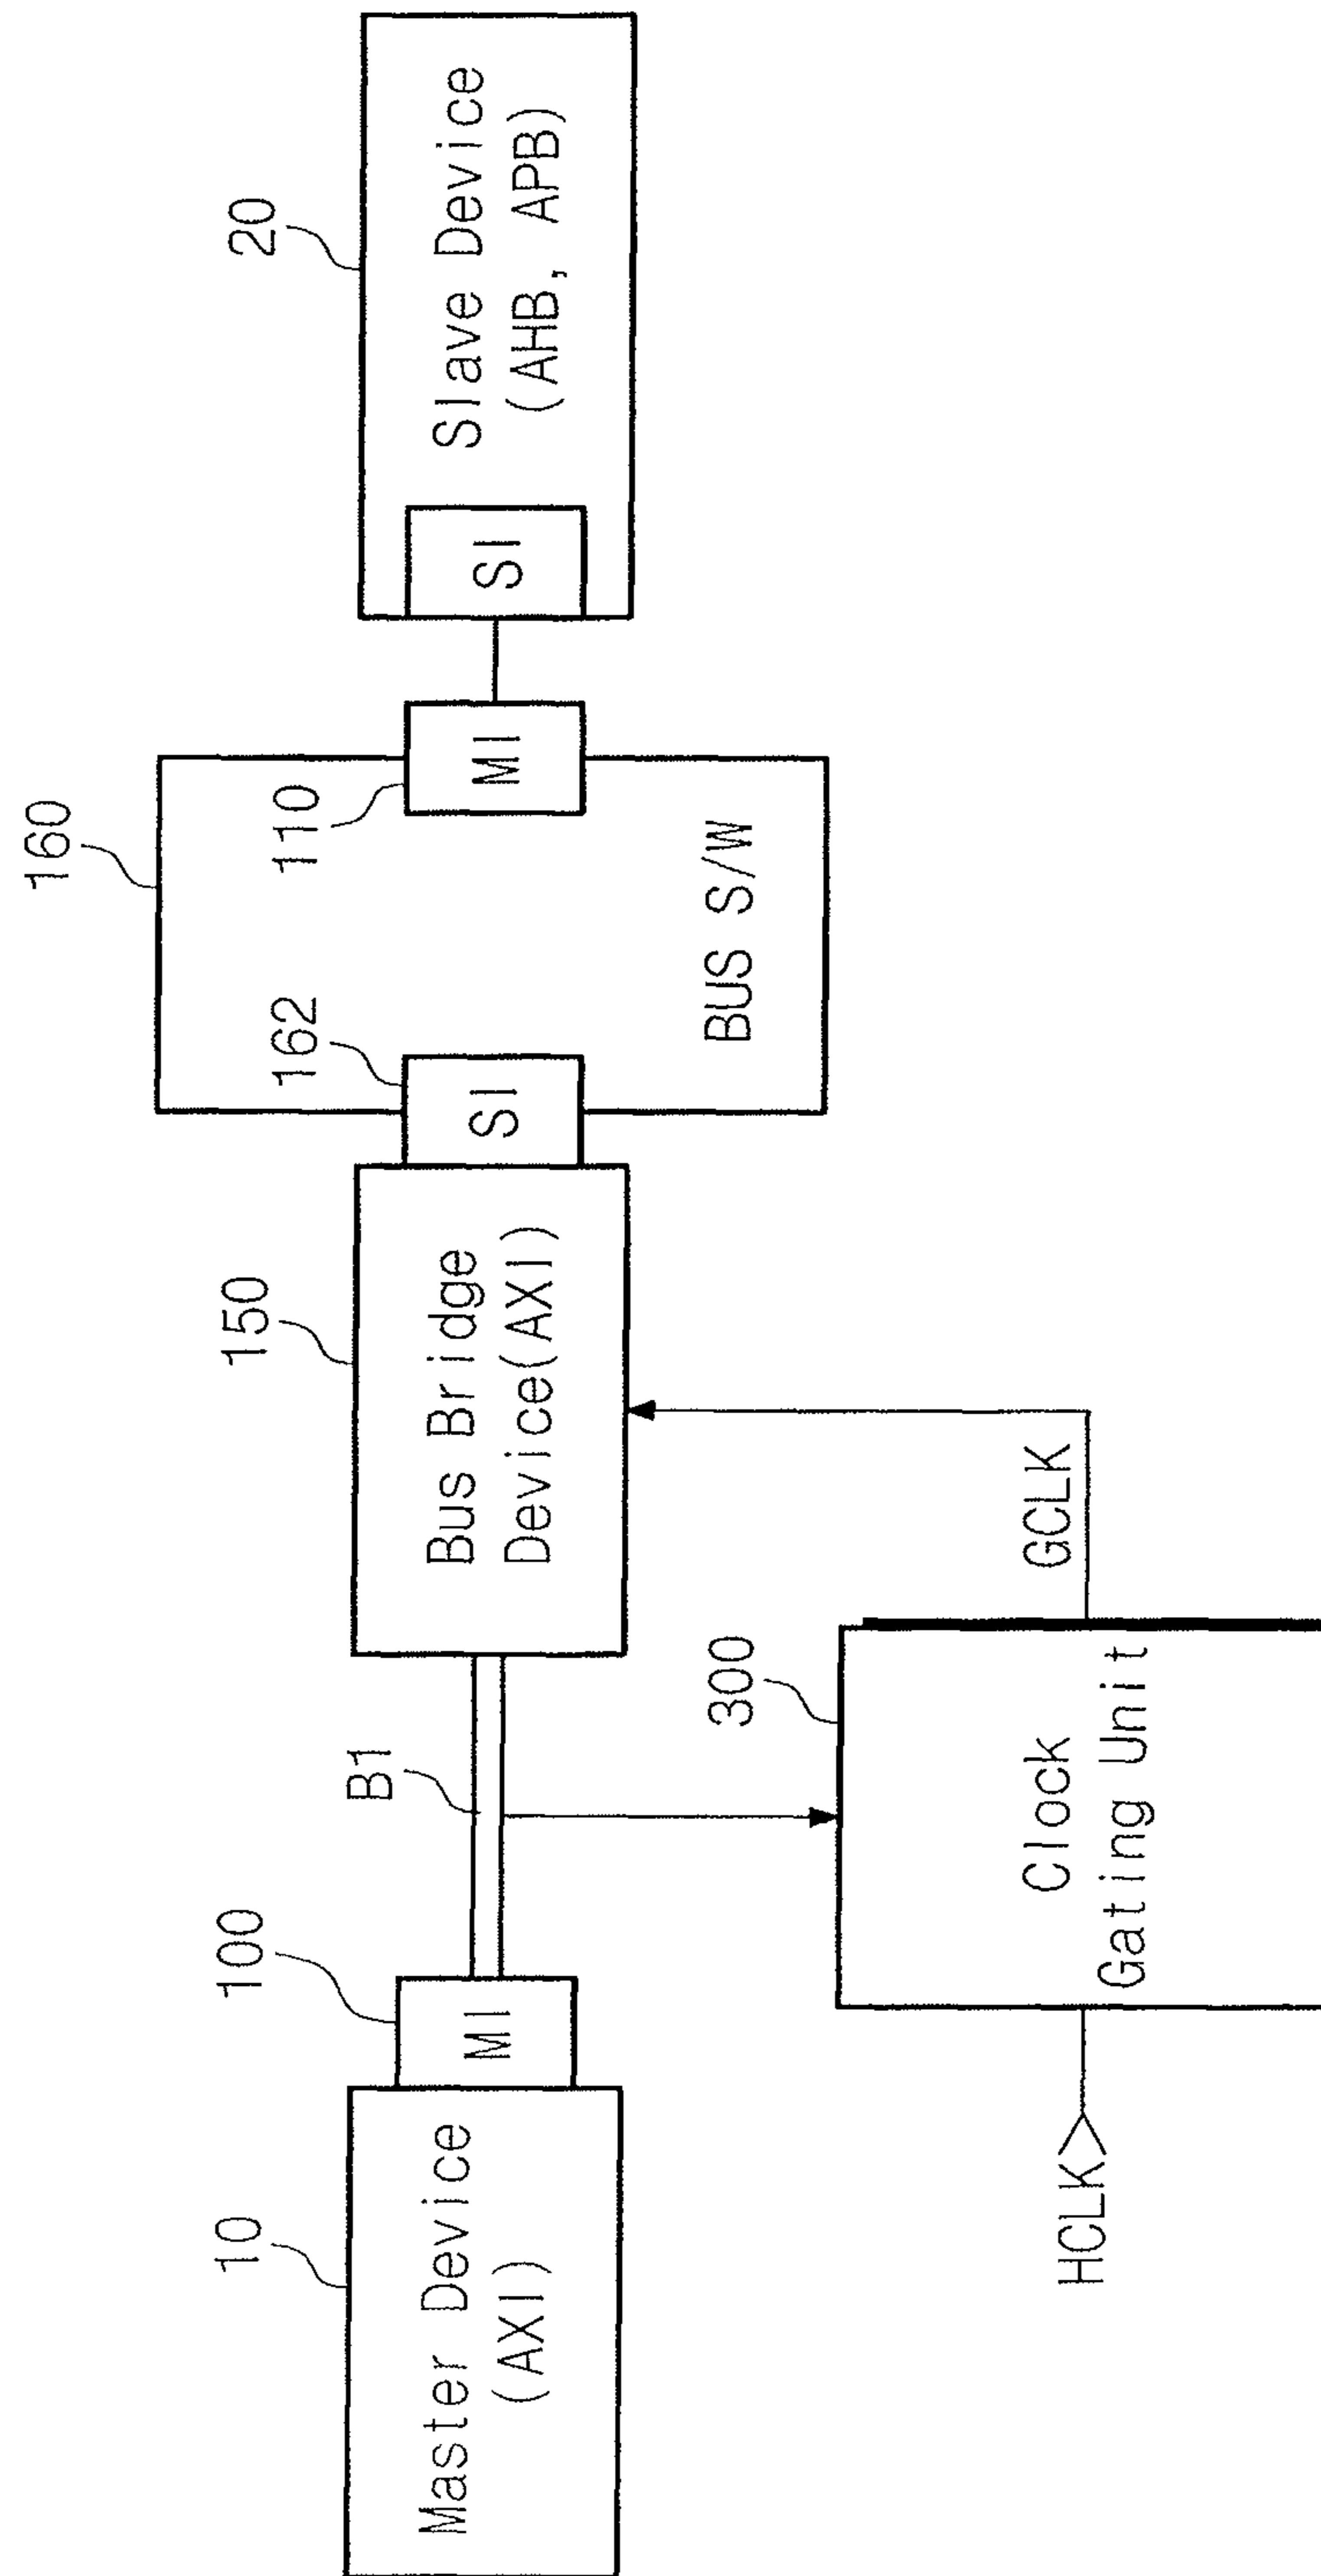 160
20
10
100
B1
150
162
110
Master Device
(AXI)
MI
Bus Bridge
Device(AXI)
SI
MI
SI
Slave Device
(AHB, APB)
BUS S/W
300
GCLK
HCLK
Clock
Gating Unit